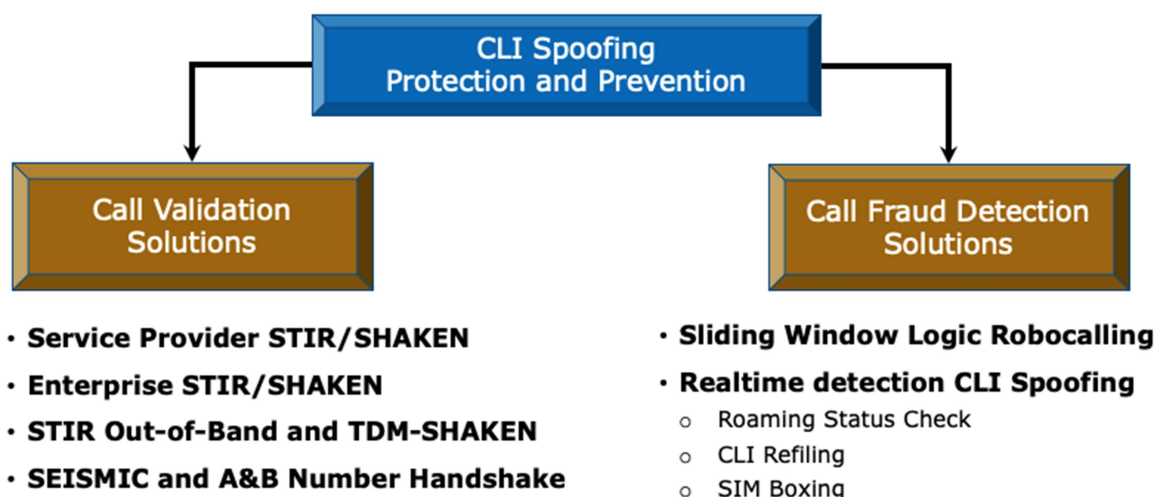 CLI Spoofing
Protection and Prevention
Call Validation
Solutions
• Service Provider STIR/SHAKEN
• Enterprise STIR/SHAKEN
• STIR Out-of-Band and TDM-SHAKEN
• SEISMIC and A&B Number Handshake
Call Fraud Detection
Solutions
• Sliding Window Logic Robocalling
• Realtime detection CLI Spoofing
o Roaming Status Check
o CLI Refiling
o SIM Boxing